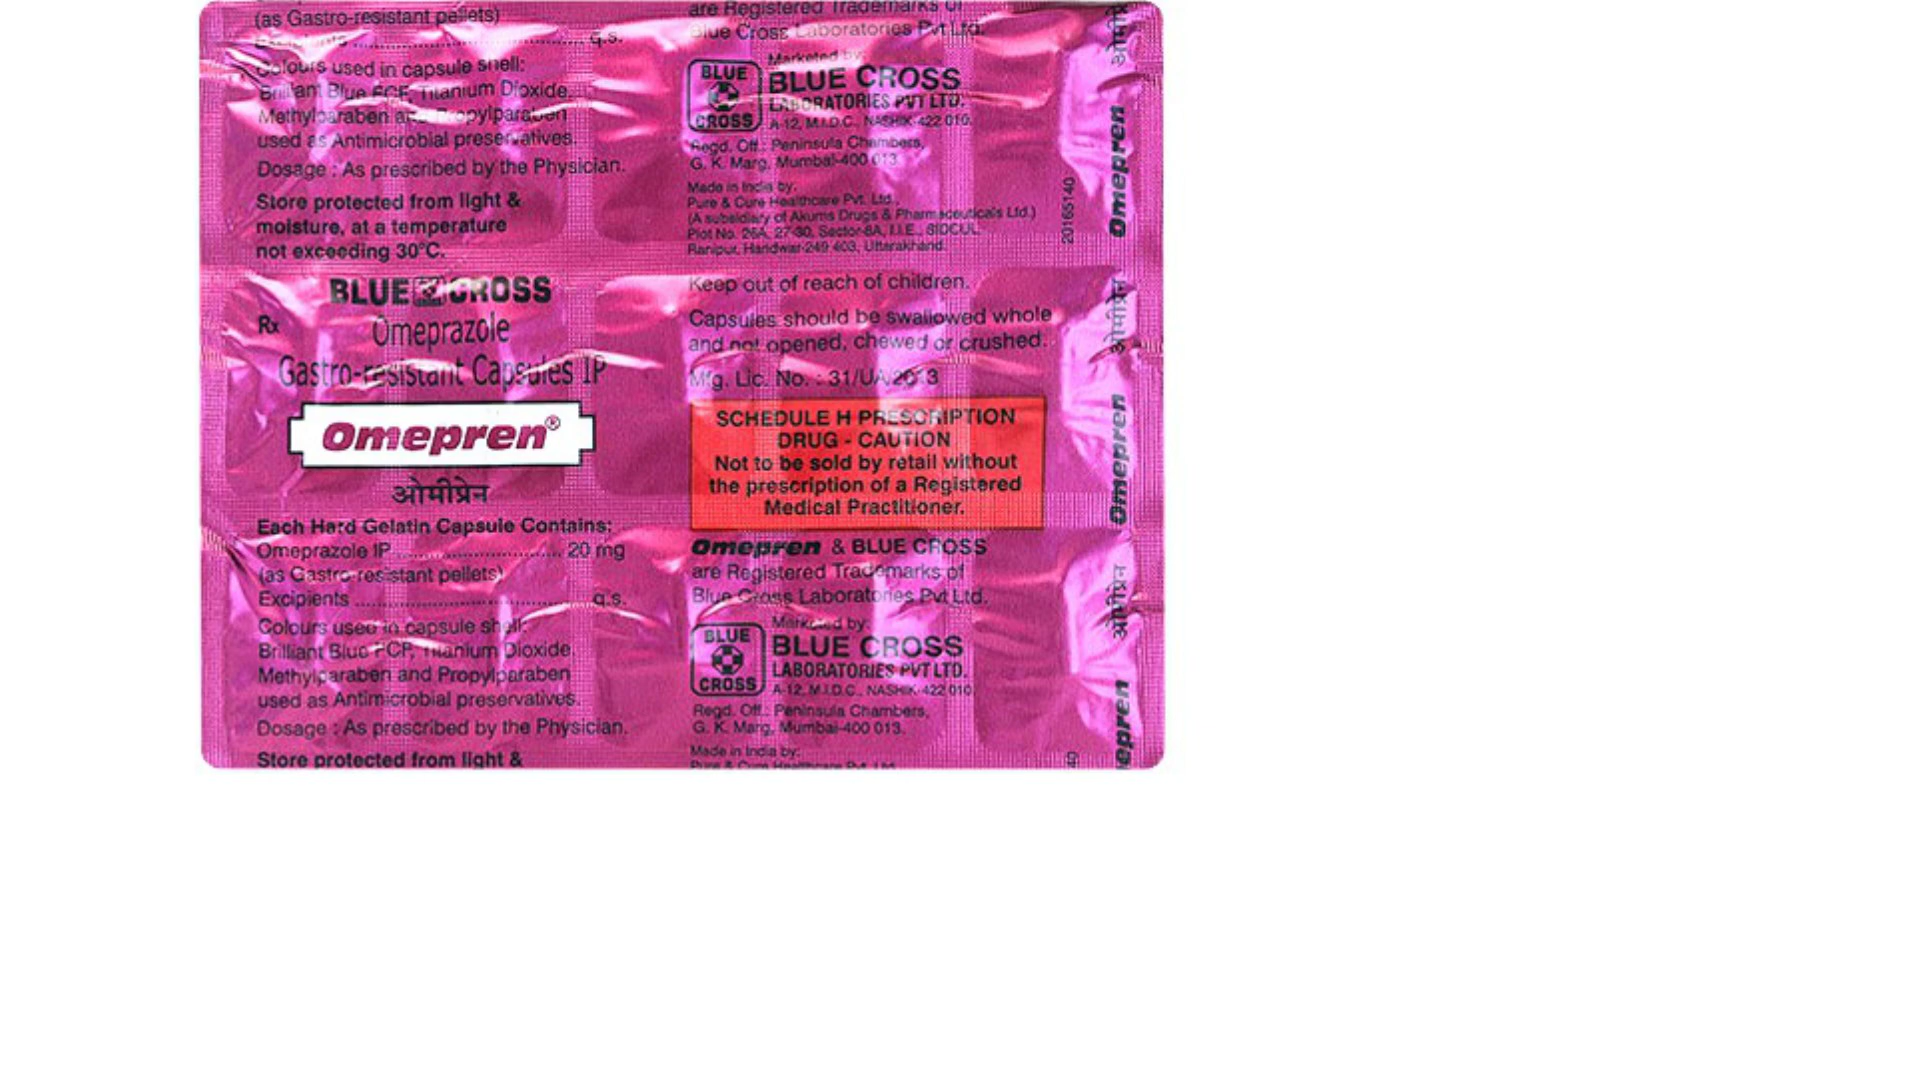 (as Gastro-resistant pellets)
Excipients ........................................ q.s.
Colours used in capsule shell:
Brilliant Blue FCF, Titanium Dioxide.
Methylparaben and Propylparaben
used as Antimicrobial preservatives.
Dosage : As prescribed by the Physician.
Store protected from light &
moisture, at a temperature
not exceeding 30°C.
BLUE CROSS
Rx
Omeprazole
Gastro-resistant Capsules IP
Omepren®
ओमीप्रेन
Each Hard Gelatin Capsule Contains:
Omeprazole IP............................. 20 mg
(as Gastro-resistant pellets)
Excipients ........................................ q.s.
Colours used in capsule shell:
Brilliant Blue FCF, Titanium Dioxide.
Methylparaben and Propylparaben
used as Antimicrobial preservatives.
Dosage : As prescribed by the Physician.
Store protected from light &
are Registered Trademarks of
Blue Cross Laboratories Pvt Ltd.
Marketed by:
BLUE CROSS
BLUE CROSS
LABORATORIES PVT LTD.
A-12, M.I.D.C., NASHIK-422 010.
Regd. Off.: Peninsula Chambers,
G. K. Marg, Mumbai-400 013.
Made in India by:
Pure & Cure Healthcare Pvt. Ltd.,
(A subsidiary of Akums Drugs & Pharmaceuticals Ltd.)
Plot No. 26A, 27-30, Sector-8A, I.I.E., SIDCUL,
Ranipur, Haridwar-249 403, Uttarakhand.
Keep out of reach of children.
Capsules should be swallowed whole
and not opened, chewed or crushed.
Mfg. Lic. No. : 31/UA/2013
SCHEDULE H PRESCRIPTION
DRUG - CAUTION
Not to be sold by retail without
the prescription of a Registered
Medical Practitioner.
Omepren & BLUE CROSS
are Registered Trademarks of
Blue Cross Laboratories Pvt Ltd.
Marketed by:
BLUE CROSS
BLUE CROSS
LABORATORIES PVT LTD.
A-12, M.I.D.C., NASHIK-422 010.
Regd. Off.: Peninsula Chambers,
G. K. Marg, Mumbai-400 013.
Made in India by:
Pure & Cure Healthcare Pvt. Ltd.
20165140
40
Omepren
ओमीप्रेन
Omepren
ओमीप्रेन
epren